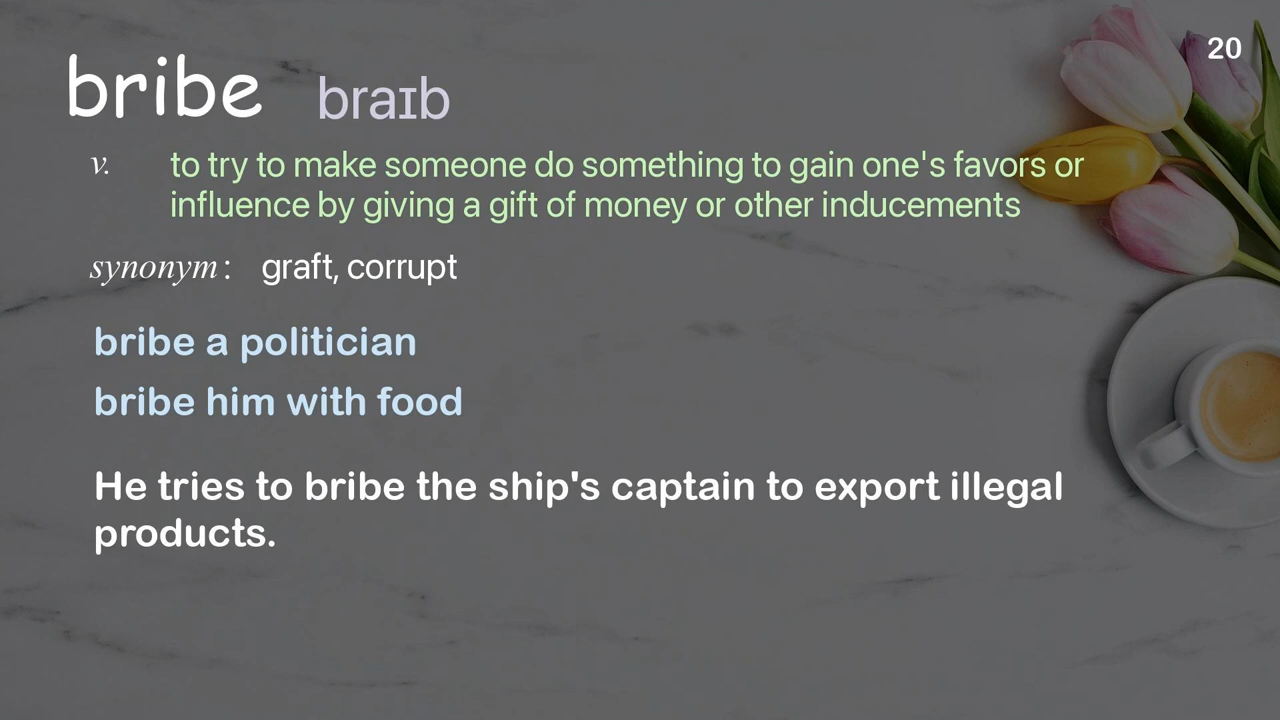 20
bribe braɪb
v. to try to make someone do something to gain one's favors or
influence by giving a gift of money or other inducements
synonym: graft, corrupt
bribe a politician
bribe him with food
He tries to bribe the ship's captain to export illegal
products.